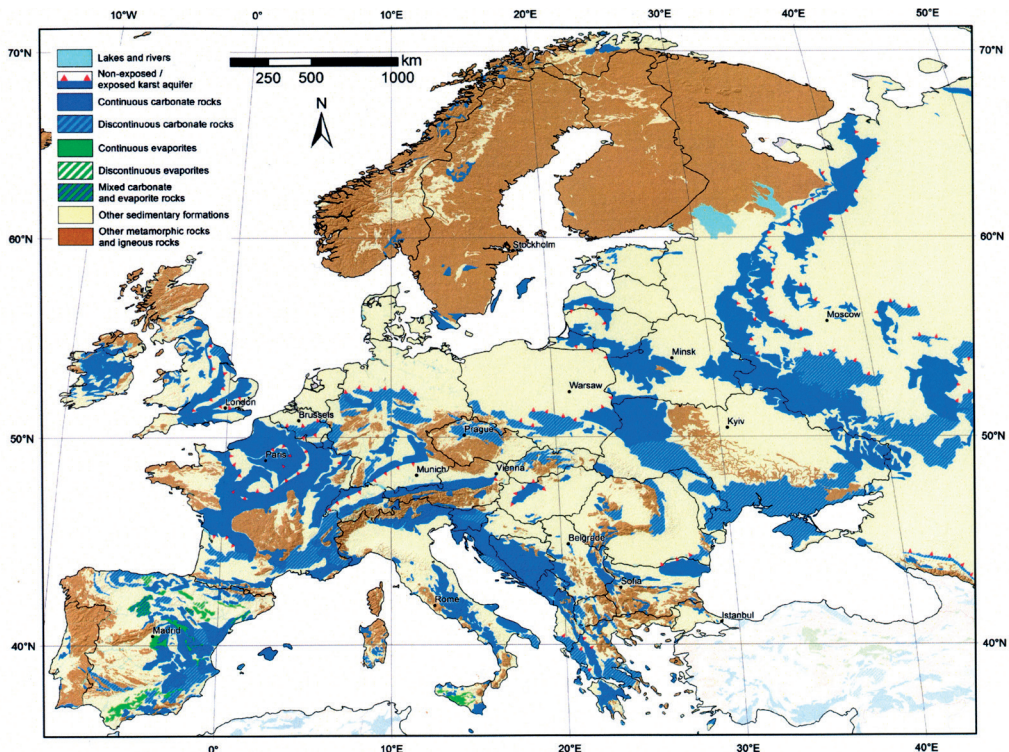 10°W 0° 10°E 20°E 30°E 40°E 50°E
70°N 70°N
Lakes and rivers
Non-exposed /
exposed karst aquifer
Continuous carbonate rocks
Discontinuous carbonate rocks
Continuous evaporites
Discontinuous evaporites
Mixed carbonate
and evaporite rocks
Other sedimentary formations
Other metamorphic rocks
and igneous rocks
km
250 500 1000
N
60°N 60°N
Stockholm
Moscow
Minsk
Warsaw
London
Brussels
Kyiv
Prague
50°N 50°N
Paris
Munich
Vienna
Belgrade
Sofia
Rome
Istanbul
Madrid
40°N 40°N
0° 10°E 20°E 30°E 40°E